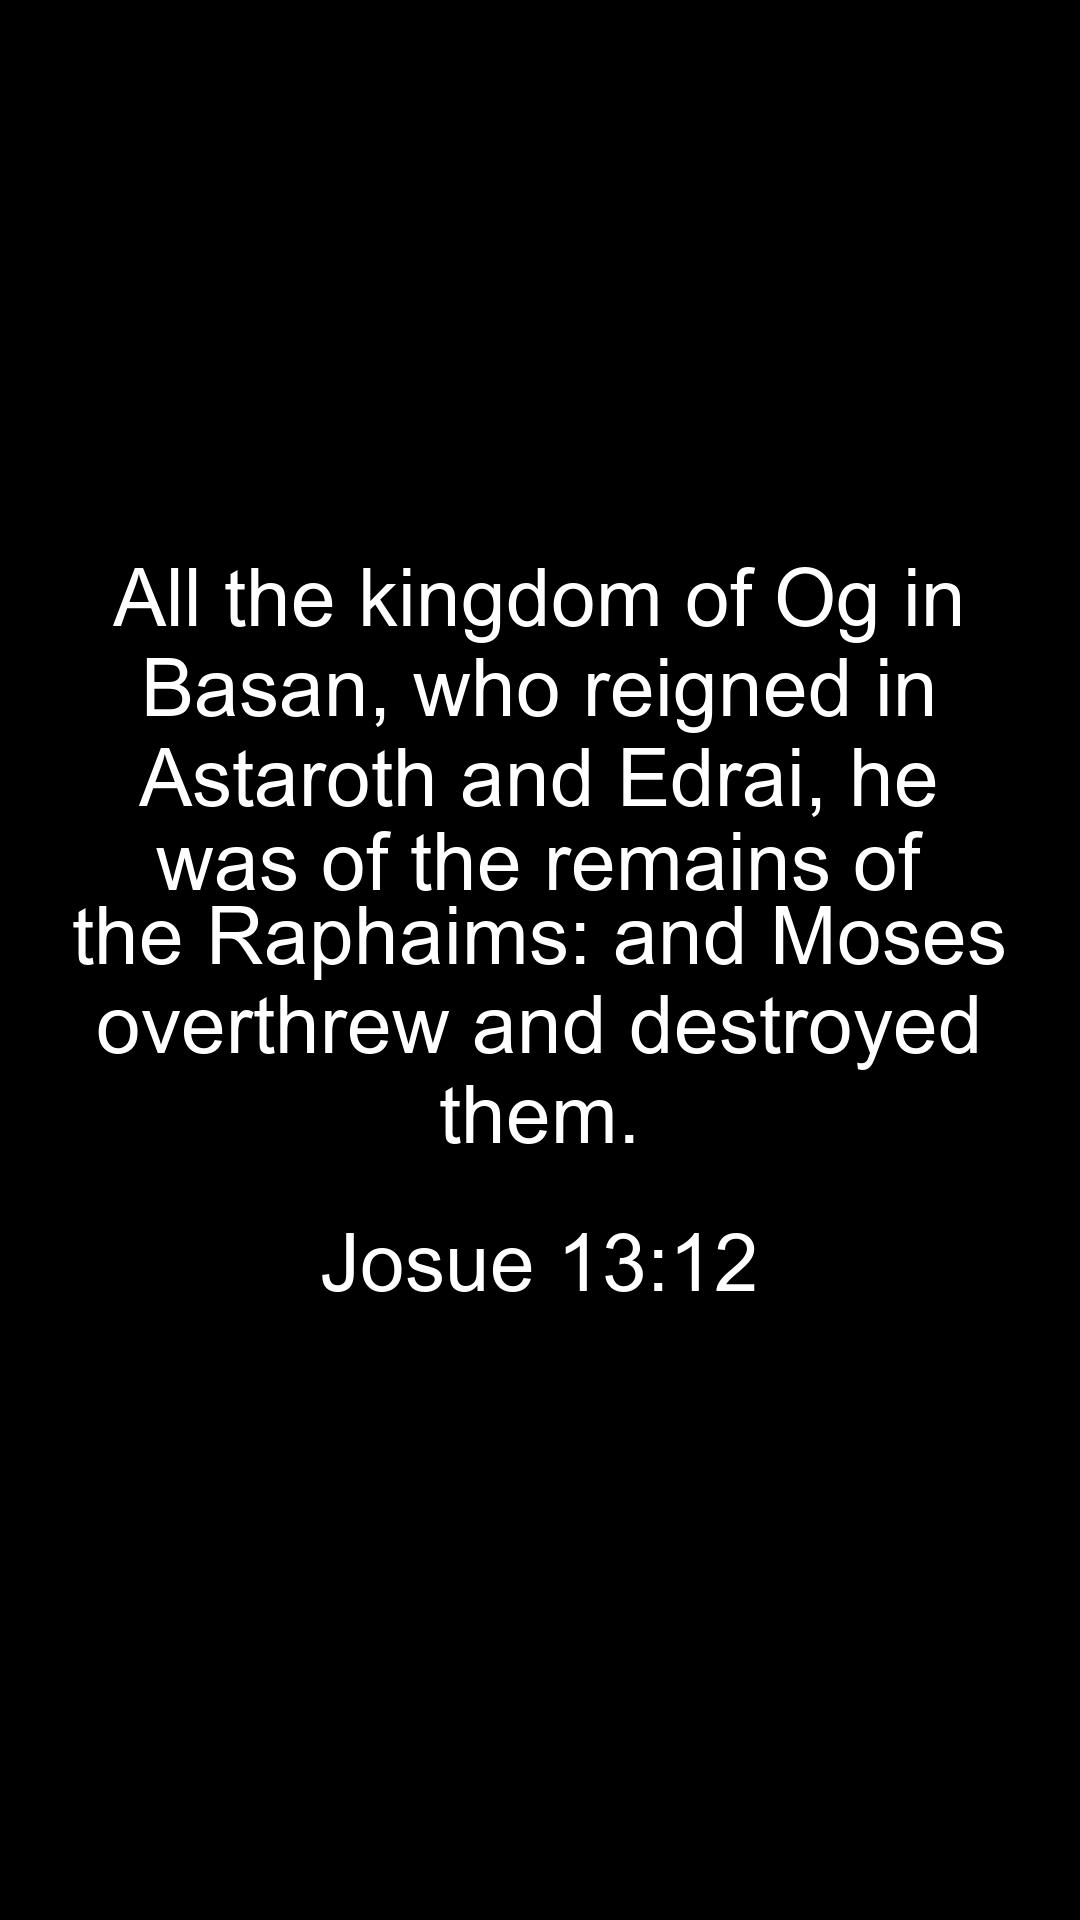 All the kingdom of Og in
Basan, who reigned in
Astaroth and Edrai, he
was of the remains of
the Raphaims: and Moses
overthrew and destroyed
them.
Josue 13:12